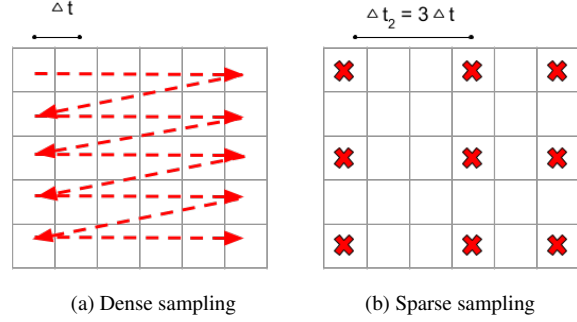 △ t
△ t₂ = 3 △ t
(a) Dense sampling
(b) Sparse sampling